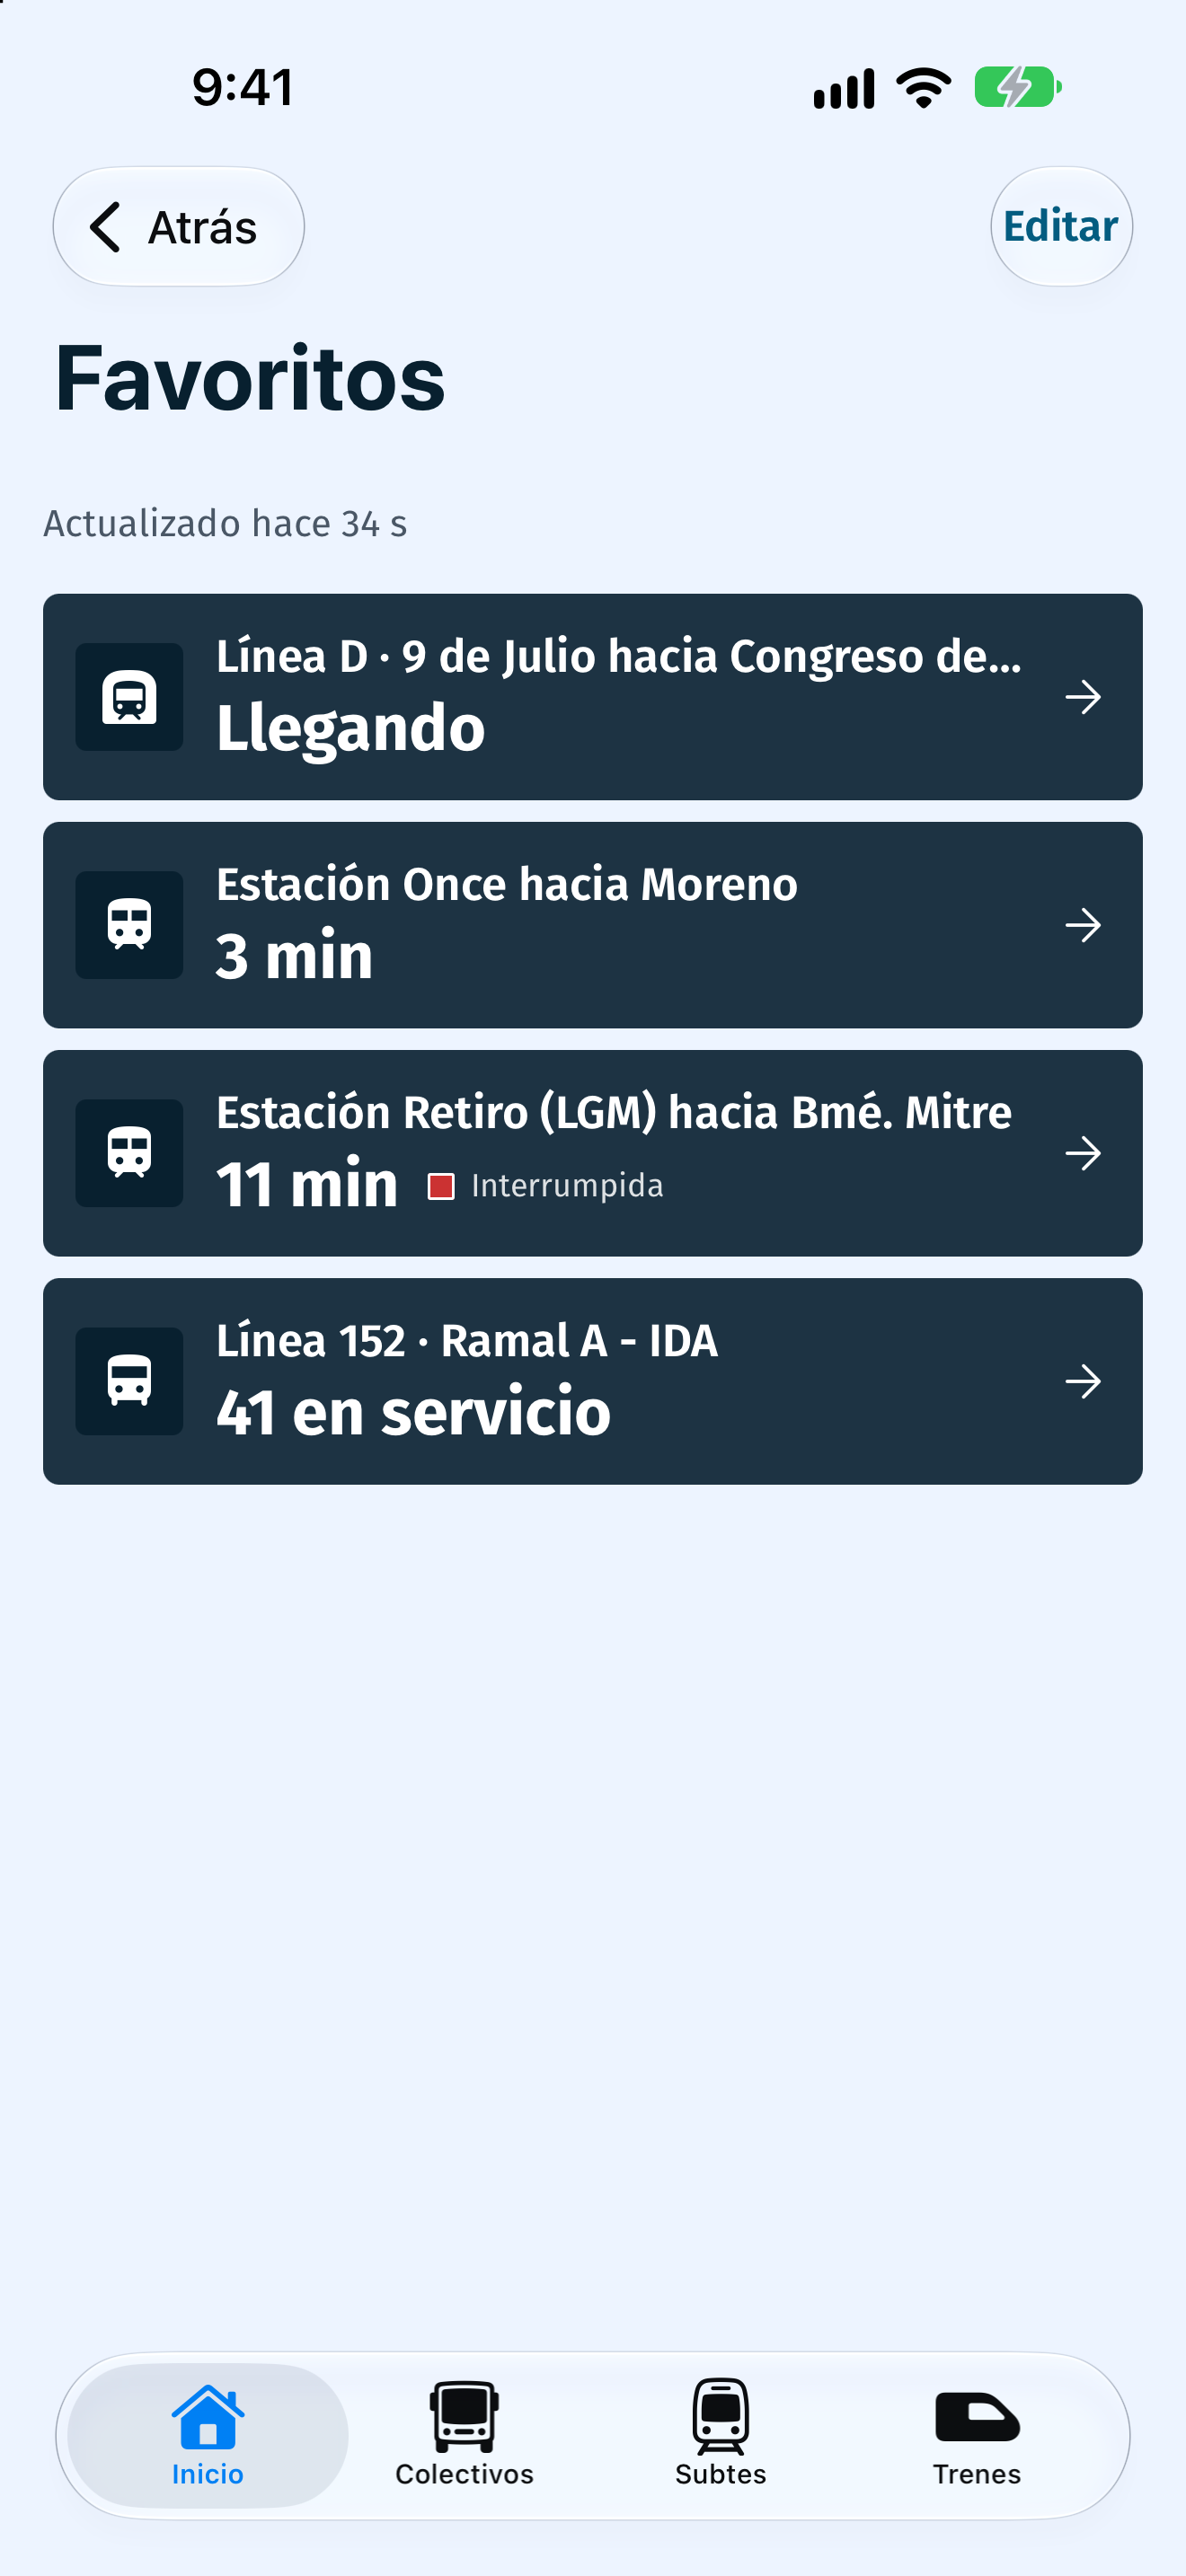 9:41
Atrás
Editar
Favoritos
Actualizado hace 34 s
Línea D · 9 de Julio hacia Congreso de...
Llegando
Estación Once hacia Moreno
3 min
Estación Retiro (LGM) hacia Bmé. Mitre
11 min Interrumpida
Línea 152 · Ramal A - IDA
41 en servicio
Inicio Colectivos Subtes Trenes